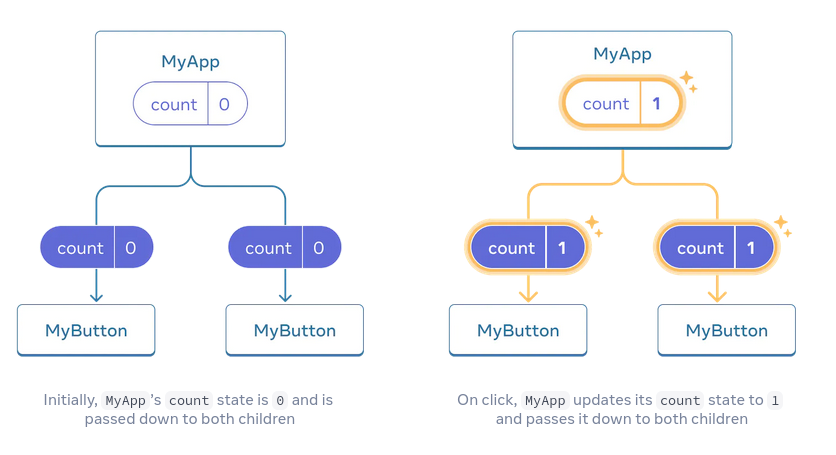 MyApp
count 0
count 0
count 0
MyButton
MyButton
Initially, MyApp's count state is 0 and is
passed down to both children
MyApp
count 1
count 1
count 1
MyButton
MyButton
On click, MyApp updates its count state to 1
and passes it down to both children